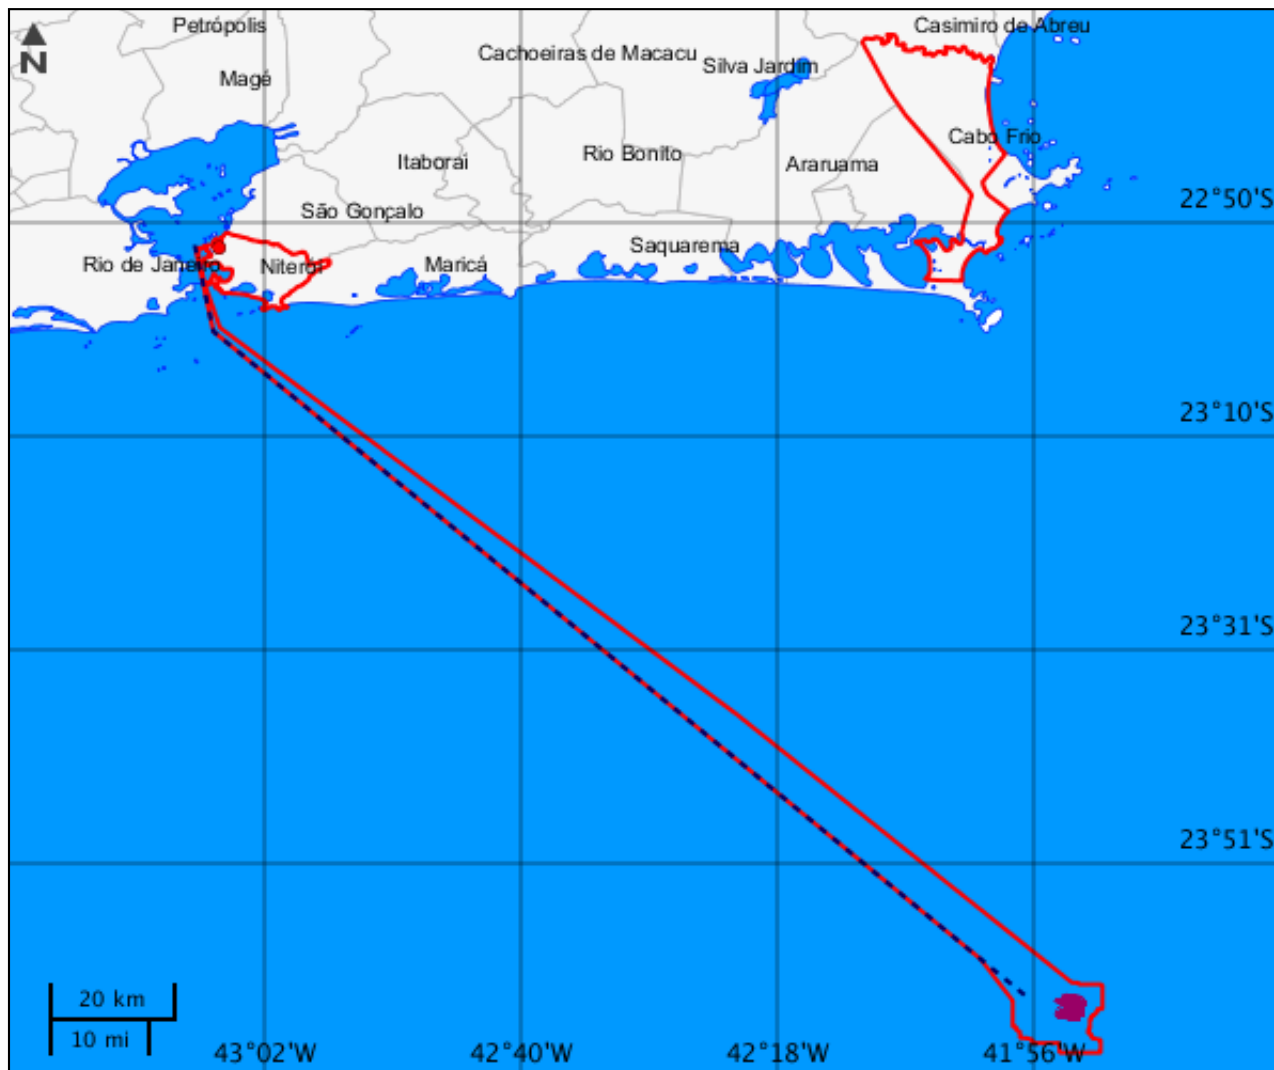 Petrópolis
Casimiro de Abreu
N
Cachoeiras de Macacu
Silva Jardim
Magé
Cabo Frio
Itaboraí
Rio Bonito
Araruama
22°50'S
São Gonçalo
Saquarema
Rio de Janeiro
Niterói
Maricá
23°10'S
23°31'S
23°51'S
20 km
10 mi
43°02'W
42°40'W
42°18'W
41°56'W